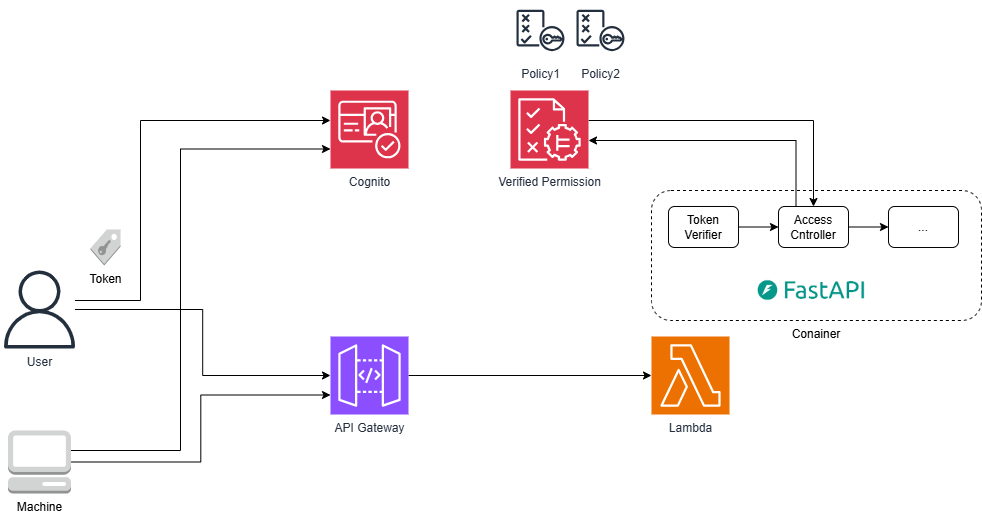 Policy1
Policy2
Cognito
Verified Permission
Token
Verifier
Access
Cntroller
...
FastAPI
Conainer
Token
User
API Gateway
Lambda
Machine